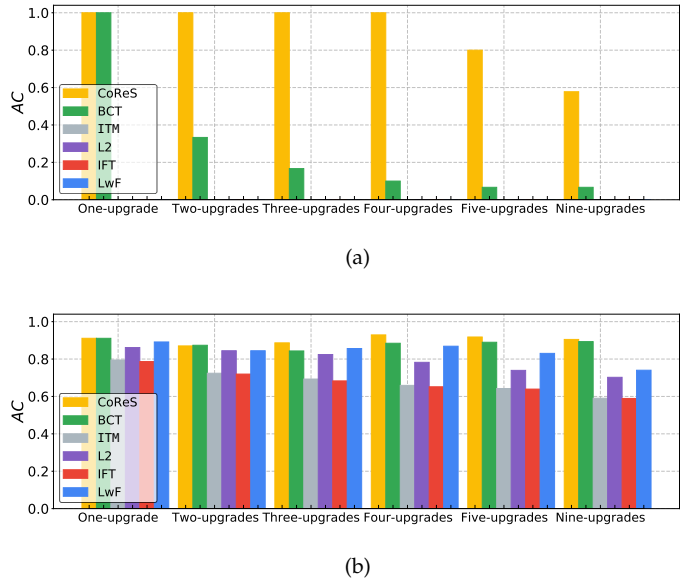 1.0
0.8
0.6
0.4
0.2
0.0
AC
CoReS
BCT
ITM
L2
IFT
LwF
One-upgrade Two-upgrades Three-upgrades Four-upgrades Five-upgrades Nine-upgrades
(a)
1.0
0.8
0.6
0.4
0.2
0.0
AC
CoReS
BCT
ITM
L2
IFT
LwF
One-upgrade Two-upgrades Three-upgrades Four-upgrades Five-upgrades Nine-upgrades
(b)